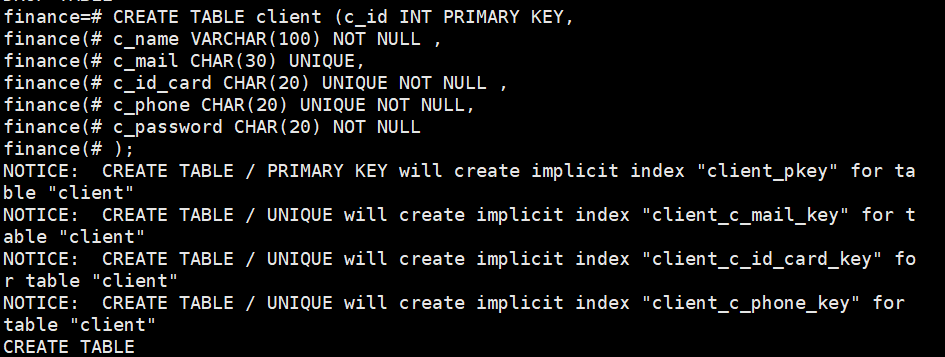 finance=# CREATE TABLE client (c_id INT PRIMARY KEY,
finance(# c_name VARCHAR(100) NOT NULL ,
finance(# c_mail CHAR(30) UNIQUE,
finance(# c_id_card CHAR(20) UNIQUE NOT NULL ,
finance(# c_phone CHAR(20) UNIQUE NOT NULL,
finance(# c_password CHAR(20) NOT NULL
finance(# );
NOTICE:  CREATE TABLE / PRIMARY KEY will create implicit index "client_pkey" for ta
ble "client"
NOTICE:  CREATE TABLE / UNIQUE will create implicit index "client_c_mail_key" for t
able "client"
NOTICE:  CREATE TABLE / UNIQUE will create implicit index "client_c_id_card_key" fo
r table "client"
NOTICE:  CREATE TABLE / UNIQUE will create implicit index "client_c_phone_key" for
table "client"
CREATE TABLE